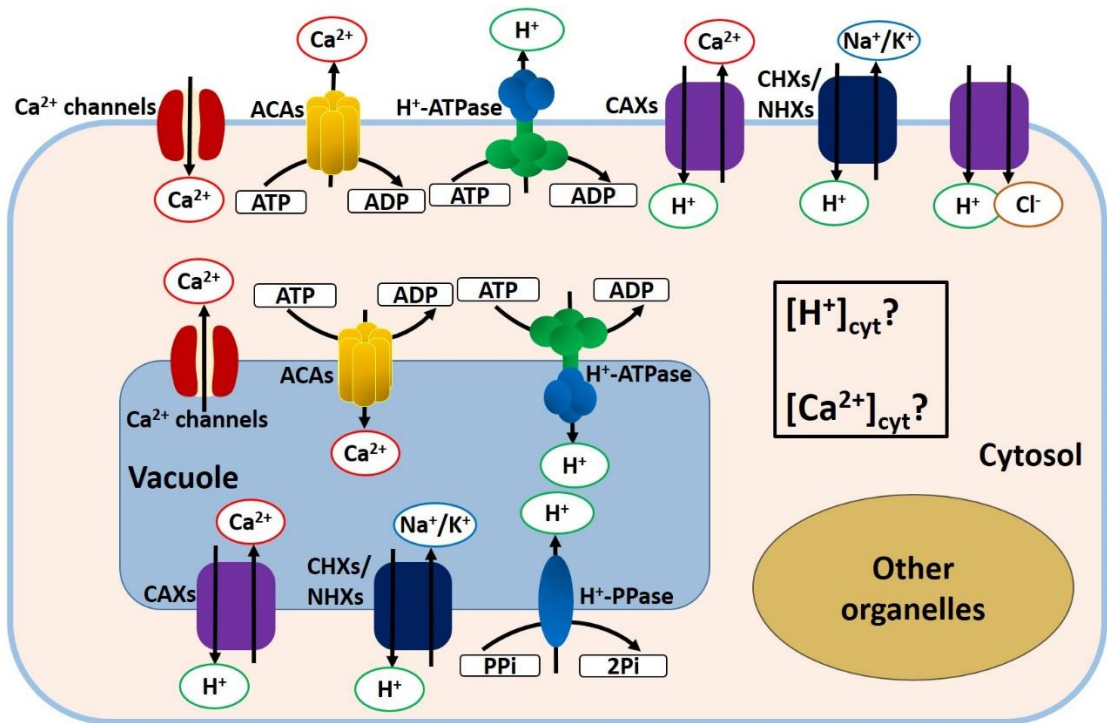 Ca²⁺ channels
Ca²⁺
ACAs
Ca²⁺
ATP
ADP
H⁺-ATPase
H⁺
ATP
ADP
CAXs
Ca²⁺
H⁺
CHXs/
NHXs
Na⁺/K⁺
H⁺
H⁺
Cl⁻
Ca²⁺
Ca²⁺ channels
ATP
ADP
ACAs
Ca²⁺
ATP
ADP
H⁺-ATPase
H⁺
[H⁺]cyt?
[Ca²⁺]cyt?
Cytosol
Vacuole
CAXs
Ca²⁺
H⁺
CHXs/
NHXs
Na⁺/K⁺
H⁺
H⁺
H⁺-PPase
PPi
2Pi
Other
organelles